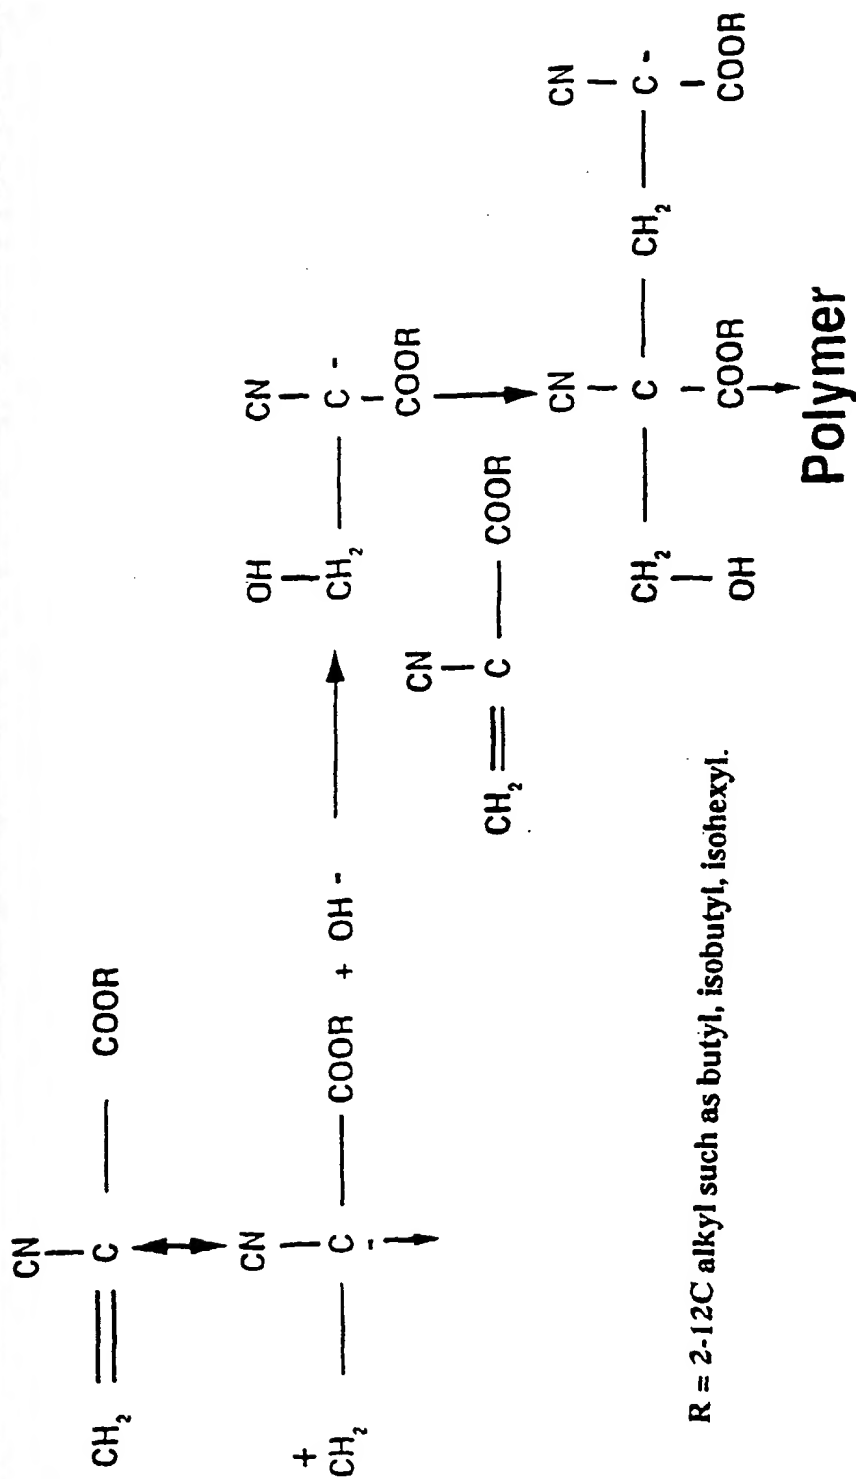 CN
CH₂ = C — COOR
CN
+
CH₂ — C — COOR + OH -
-
OH CN
CH₂ — C -
COOR
CN
CH₂ = C — COOR
CN CN
CH₂ — C — CH₂ — C -
OH COOR COOR
Polymer
R = 2-12C alkyl such as butyl, isobutyl, isohexyl.